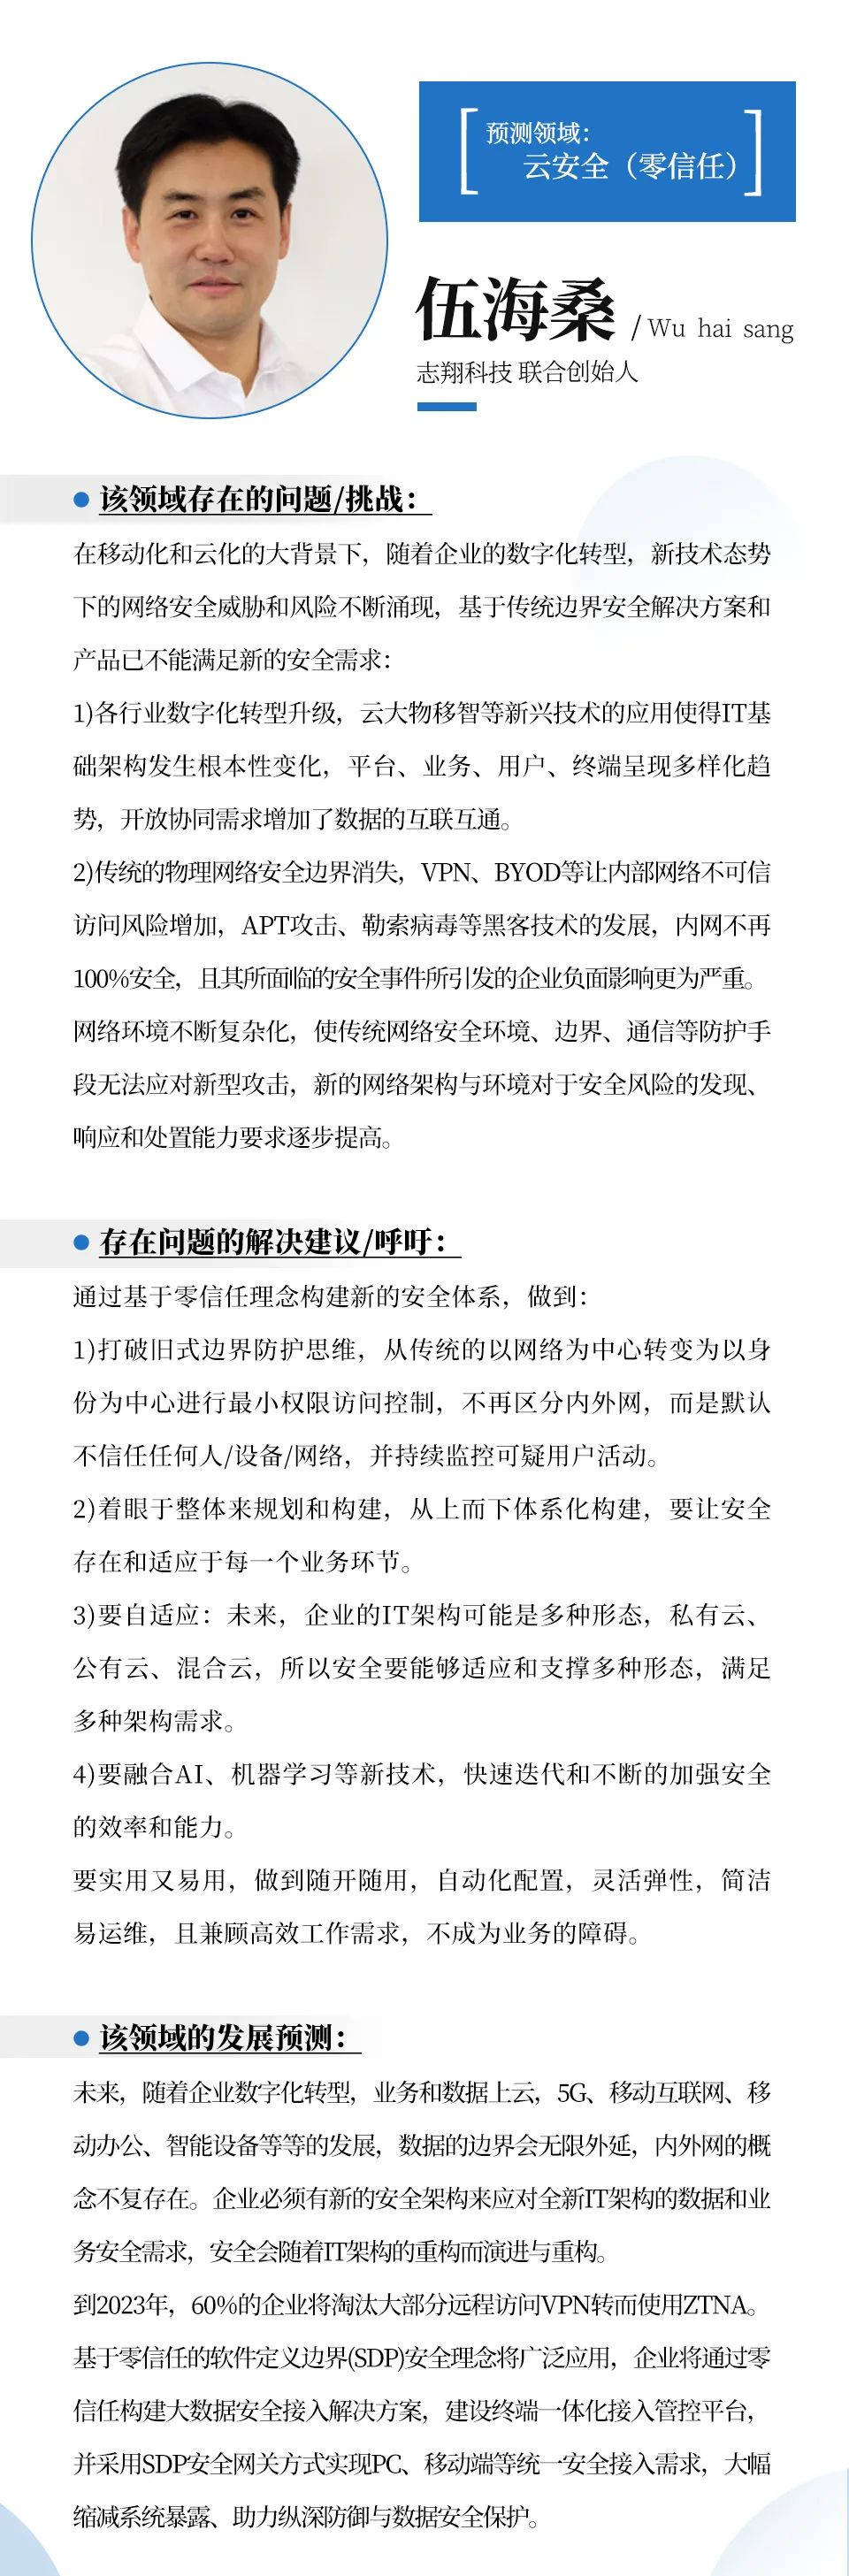 预测领域：
云安全（零信任）
伍海桑 / Wu hai sang
志翔科技 联合创始人
该领域存在的问题/挑战：
在移动化和云化的大背景下，随着企业的数字化转型，新技术态势
下的网络安全威胁和风险不断涌现，基于传统边界安全解决方案和
产品已不能满足新的安全需求：
1)各行业数字化转型升级，云大物移智等新兴技术的应用使得IT基
础架构发生根本性变化，平台、业务、用户、终端呈现多样化趋
势，开放协同需求增加了数据的互联互通。
2)传统的物理网络安全边界消失，VPN、BYOD等让内部网络不可信
访问风险增加，APT攻击、勒索病毒等黑客技术的发展，内网不再
100%安全，且其所面临的安全事件所引发的企业负面影响更为严重。
网络环境不断复杂化，使传统网络安全环境、边界、通信等防护手
段无法应对新型攻击，新的网络架构与环境对于安全风险的发现、
响应和处置能力要求逐步提高。
存在问题的解决建议/呼吁：
通过基于零信任理念构建新的安全体系，做到：
1)打破旧式边界防护思维，从传统的以网络为中心转变为以身
份为中心进行最小权限访问控制，不再区分内外网，而是默认
不信任任何人/设备/网络，并持续监控可疑用户活动。
2)着眼于整体来规划和构建，从上而下体系化构建，要让安全
存在和适应于每一个业务环节。
3)要自适应：未来，企业的IT架构可能是多种形态，私有云、
公有云、混合云，所以安全要能够适应和支撑多种形态，满足
多种架构需求。
4)要融合AI、机器学习等新技术，快速迭代和不断的加强安全
的效率和能力。
要实用又易用，做到随开随用，自动化配置，灵活弹性，简洁
易运维，且兼顾高效工作需求，不成为业务的障碍。
该领域的发展预测：
未来，随着企业数字化转型，业务和数据上云，5G、移动互联网、移
动办公、智能设备等等的发展，数据的边界会无限外延，内外网的概
念不复存在。企业必须有新的安全架构来应对全新IT架构的数据和业
务安全需求，安全会随着IT架构的重构而演进与重构。
到2023年，60%的企业将淘汰大部分远程访问VPN转而使用ZTNA。
基于零信任的软件定义边界(SDP)安全理念将广泛应用，企业将通过零
信任构建大数据安全接入解决方案，建设终端一体化接入管控平台，
并采用SDP安全网关方式实现PC、移动端等统一安全接入需求，大幅
缩减系统暴露、助力纵深防御与数据安全保护。